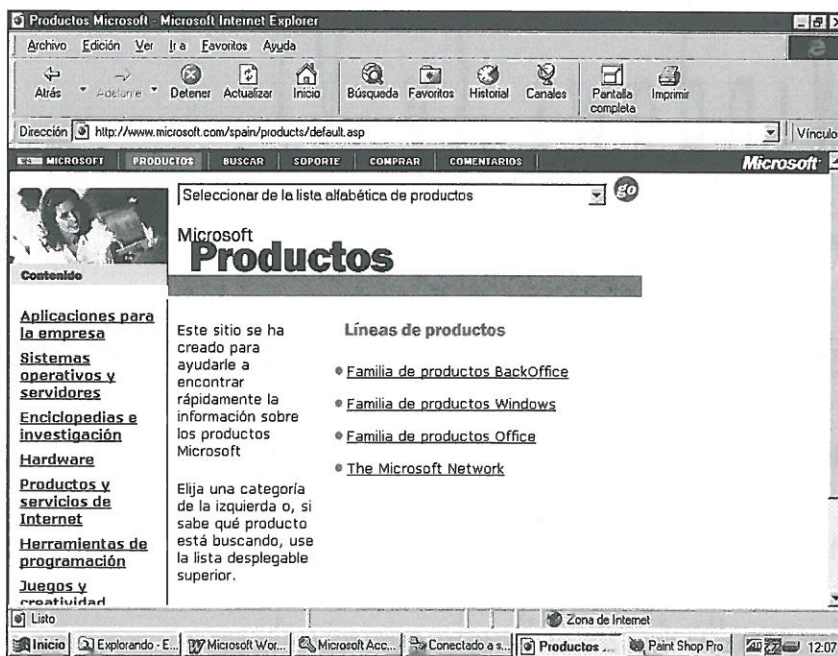 Productos Microsoft - Microsoft Internet Explorer
Archivo Edición Ver Ir a Favoritos Ayuda
Atrás Adelante Detener Actualizar Inicio Búsqueda Favoritos Historial Canales Pantalla completa Imprimir
Dirección http://www.microsoft.com/spain/products/default.asp Vínculo
MICROSOFT PRODUCTOS BUSCAR SOPORTE COMPRAR COMENTARIOS Microsoft
Seleccionar de la lista alfabética de productos go
Microsoft
Productos
Contenido
Aplicaciones para
la empresa
Sistemas
operativos y
servidores
Enciclopedias e
investigación
Hardware
Productos y
servicios de
Internet
Herramientas de
programación
Juegos y
creatividad
Este sitio se ha
creado para
ayudarle a
encontrar
rápidamente la
información sobre
los productos
Microsoft
Elija una categoría
de la izquierda o, si
sabe qué producto
está buscando, use
la lista desplegable
superior.
Líneas de productos
Familia de productos BackOffice
Familia de productos Windows
Familia de productos Office
The Microsoft Network
Listo Zona de Internet
Inicio Explorando - E... Microsoft Wor... Microsoft Acc... Conectado a s... Productos ... Paint Shop Pro 12:07